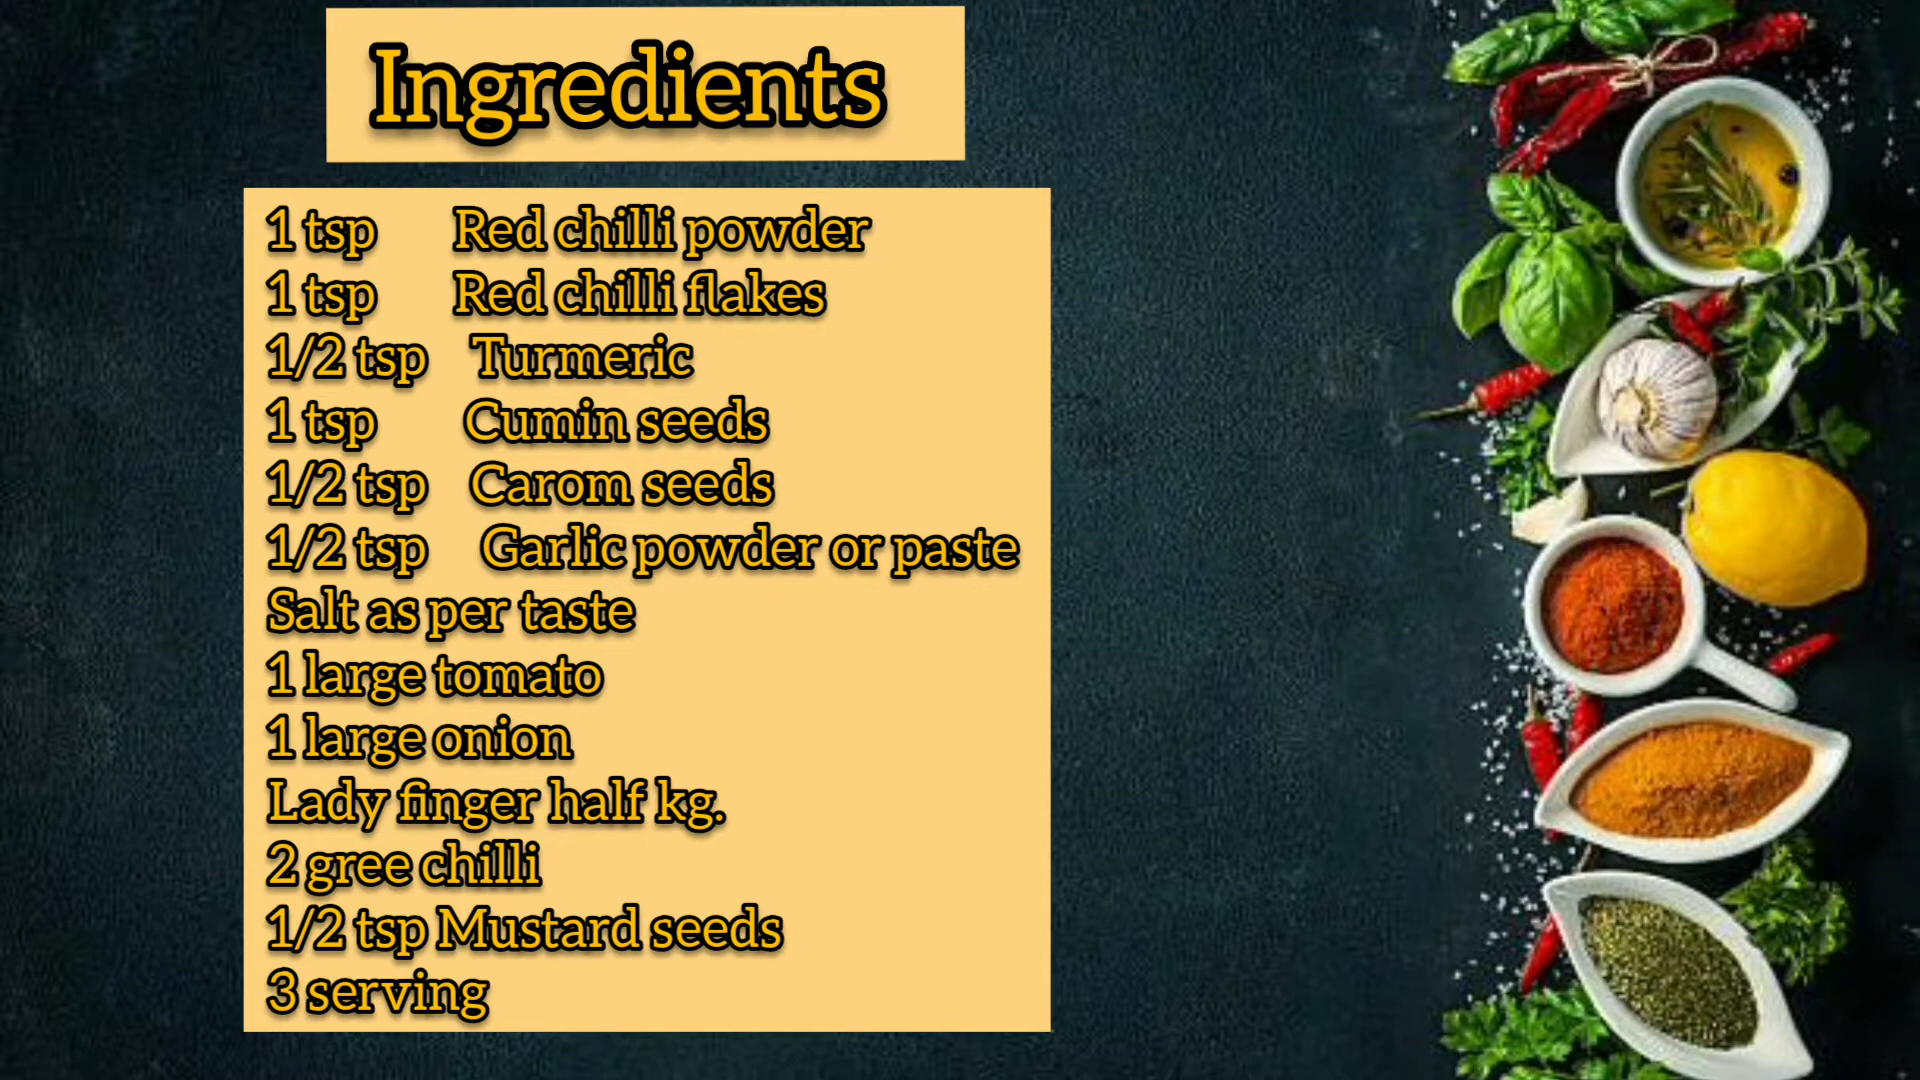 Ingredients
1 tsp Red chilli powder
1 tsp Red chilli flakes
1/2 tsp Turmeric
1 tsp Cumin seeds
1/2 tsp Carom seeds
1/2 tsp Garlic powder or paste
Salt as per taste
1 large tomato
1 large onion
Lady finger half kg.
2 gree chilli
1/2 tsp Mustard seeds
3 serving